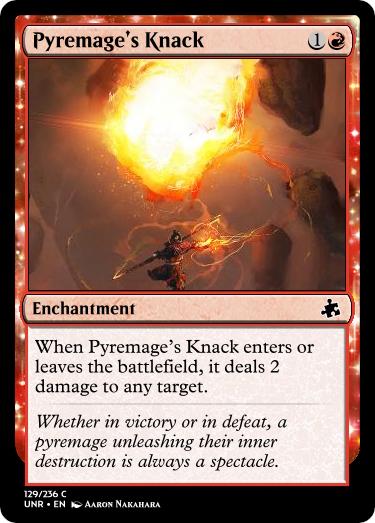 Pyremage's Knack 1
Enchantment
When Pyremage's Knack enters or
leaves the battlefield, it deals 2
damage to any target.
Whether in victory or in defeat, a
pyremage unleashing their inner
destruction is always a spectacle.
129/236 C
UNR • EN Aaron Nakahara